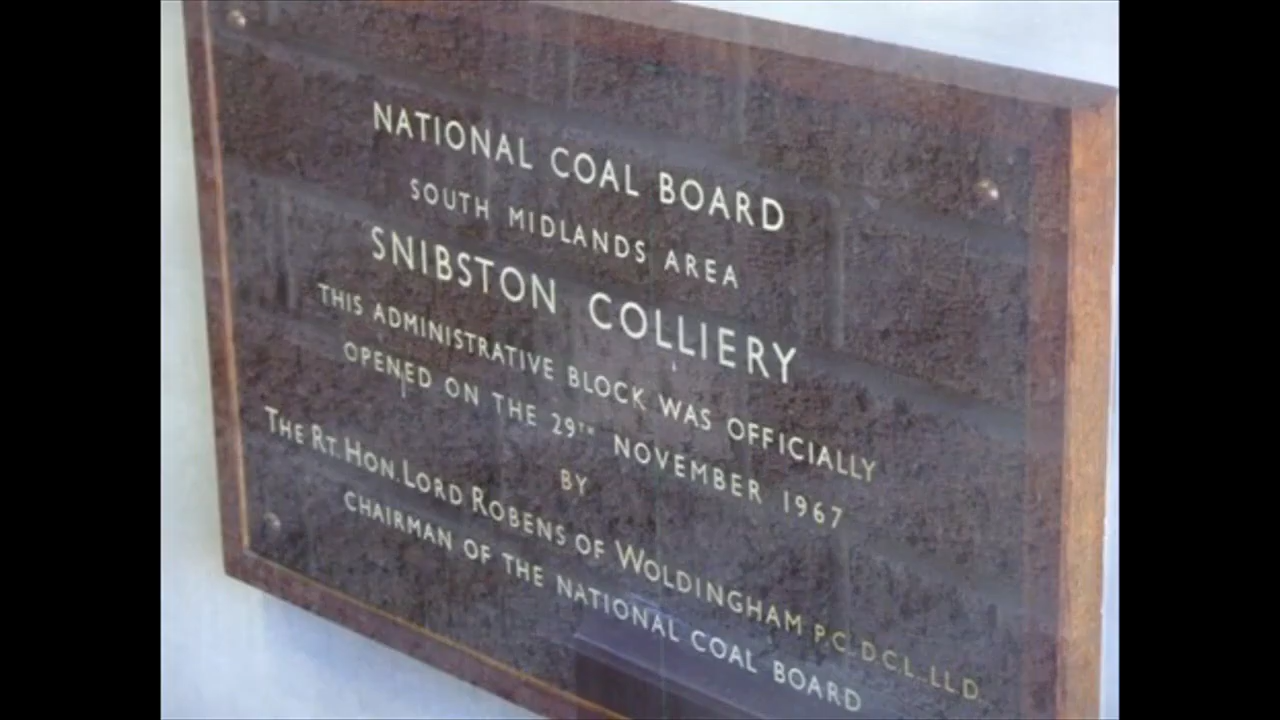 NATIONAL COAL BOARD
SOUTH MIDLANDS AREA
SNIBSTON COLLIERY
THIS ADMINISTRATIVE BLOCK WAS OFFICIALLY
OPENED ON THE 29TH NOVEMBER 1967
BY
THE RT. HON. LORD ROBENS OF WOLDINGHAM P.C. D.C.L. LL.D.
CHAIRMAN OF THE NATIONAL COAL BOARD